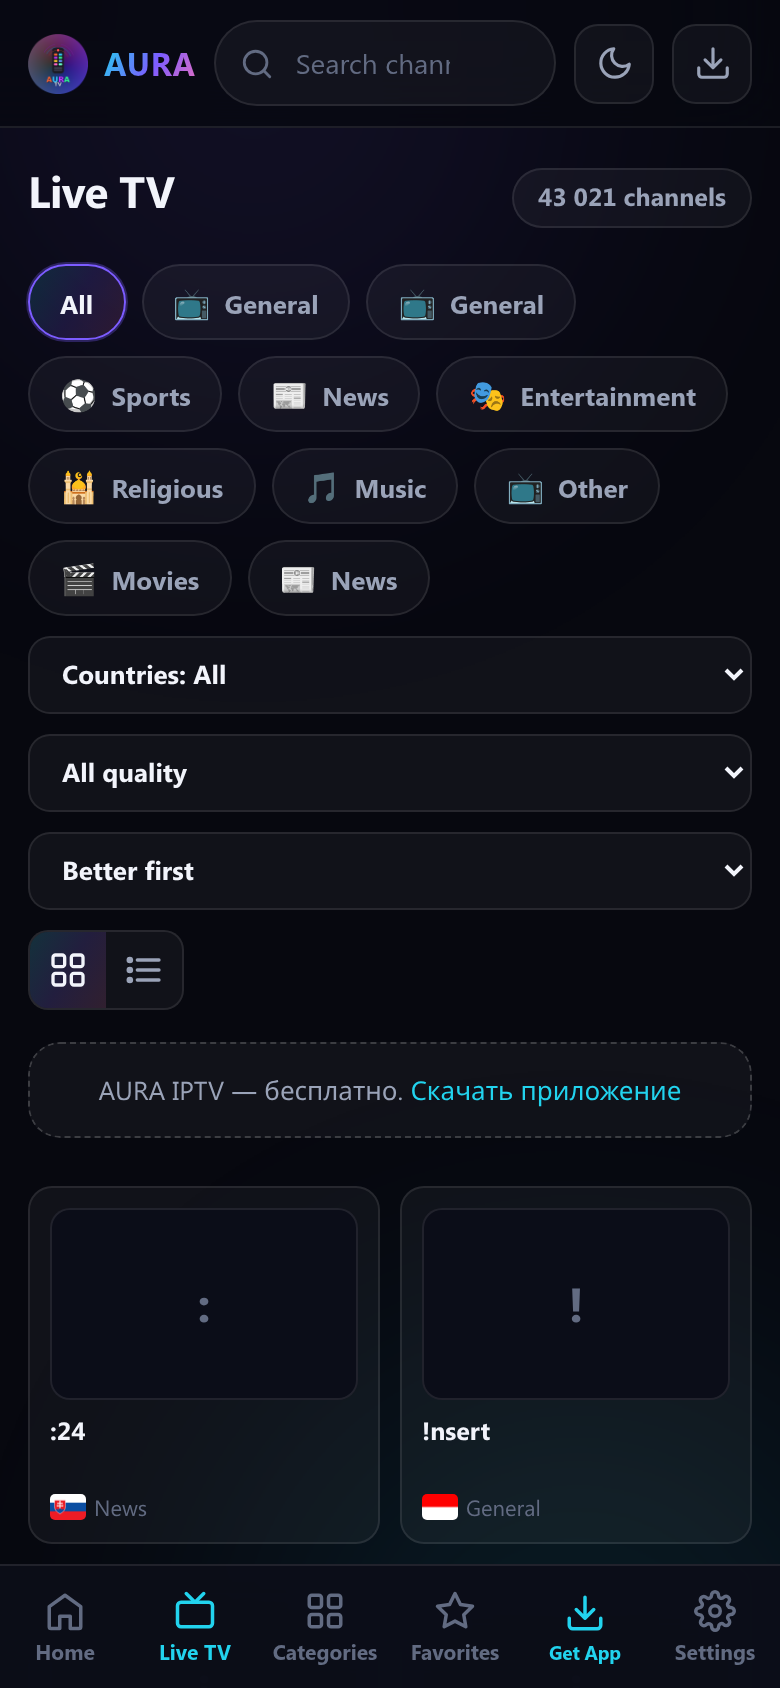 AURA
TV
AURA
Search chann
Live TV
43 021 channels
All
General
General
Sports
News
Entertainment
Religious
Music
Other
Movies
News
Countries: All
All quality
Better first
AURA IPTV — бесплатно. Скачать приложение
:
!
:24
!nsert
News
General
Home
Live TV
Categories
Favorites
Get App
Settings